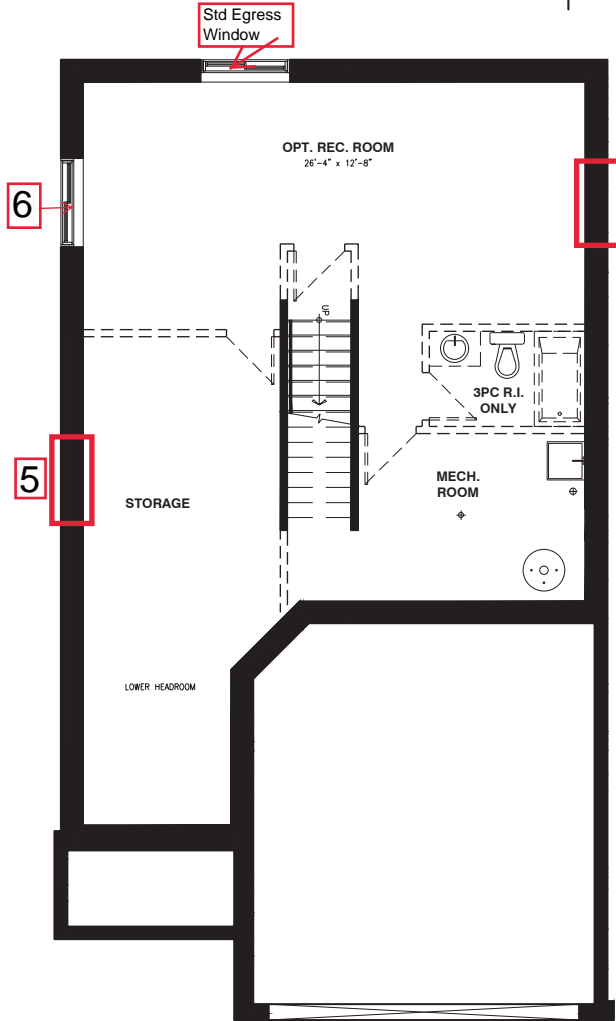 Std Egress
Window
OPT. REC. ROOM
26'-4" x 12'-8"
6
UP
3PC R.I.
ONLY
5
MECH.
ROOM
STORAGE
LOWER HEADROOM